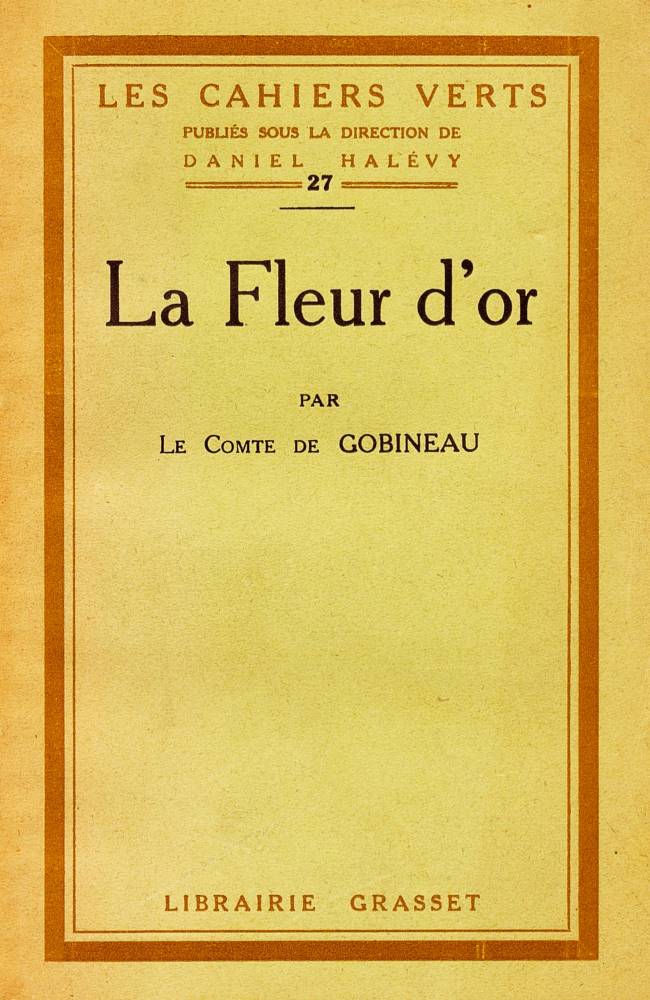 LES CAHIERS VERTS
PUBLIÉS SOUS LA DIRECTION DE
DANIEL HALÉVY
27
La Fleur d'or
PAR
LE COMTE DE GOBINEAU
LIBRAIRIE GRASSET